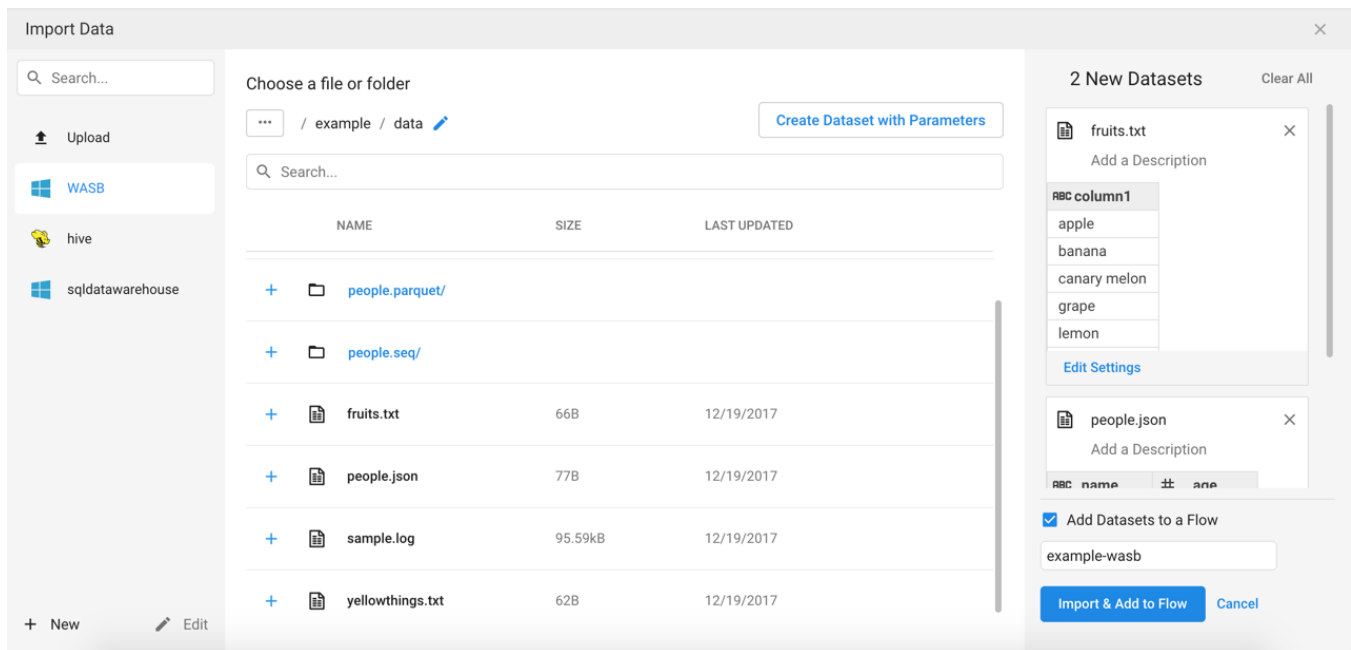 Import Data
Search...
Upload
WASB
hive
sqldatawarehouse
+ New
Edit
Choose a file or folder
... / example / data
Create Dataset with Parameters
Search...
NAME SIZE LAST UPDATED
+ people.parquet/
+ people.seq/
+ fruits.txt 66B 12/19/2017
+ people.json 77B 12/19/2017
+ sample.log 95.59kB 12/19/2017
+ yellowthings.txt 62B 12/19/2017
2 New Datasets Clear All
fruits.txt
Add a Description
ABC column1
apple
banana
canary melon
grape
lemon
Edit Settings
people.json
Add a Description
ABC name # age
Add Datasets to a Flow
example-wasb
Import & Add to Flow Cancel